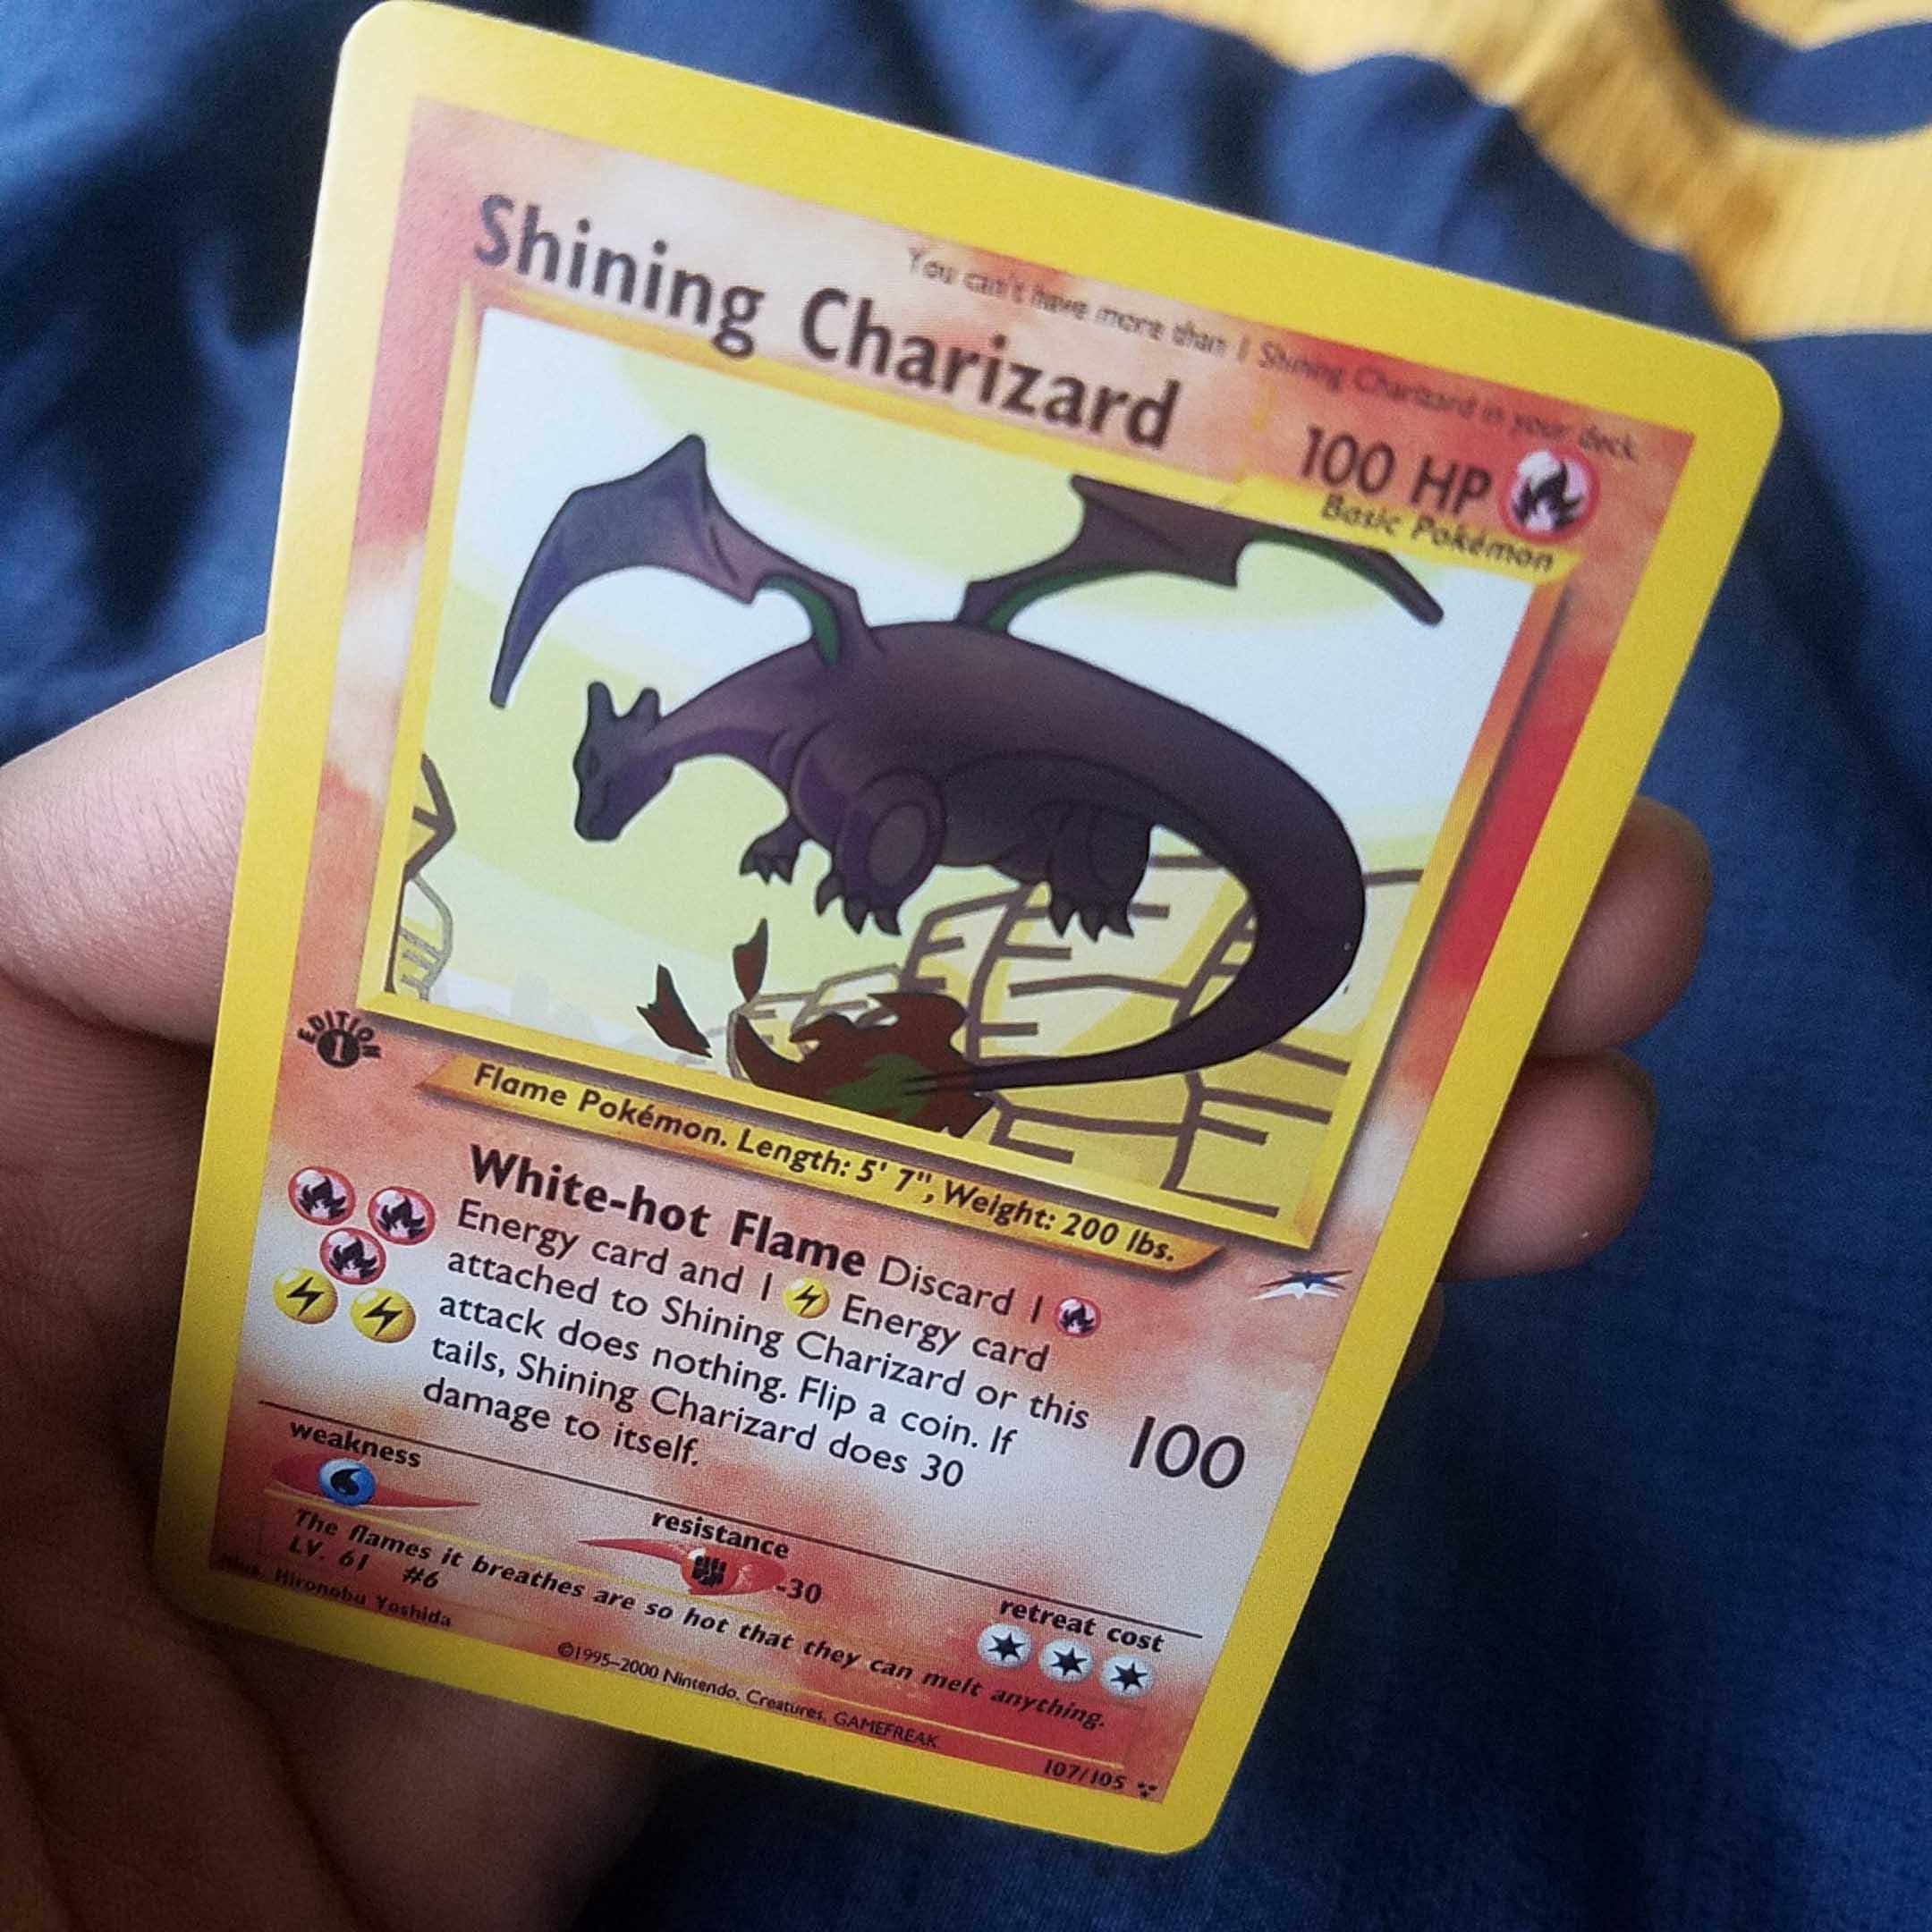 You can't have more than 1 Shining Charizard in your deck.
Shining Charizard
100 HP
Basic Pokémon
EDITION
1
Flame Pokémon. Length: 5' 7", Weight: 200 lbs.
White-hot Flame Discard 1
Energy card and 1 Energy card
attached to Shining Charizard or this
attack does nothing. Flip a coin. If
tails, Shining Charizard does 30
damage to itself.
100
weakness
resistance
-30
retreat cost
The flames it breathes are so hot that they can melt anything.
LV. 61 #6
Illus. Hironobu Yoshida
©1995–2000 Nintendo, Creatures, GAMEFREAK
107/105